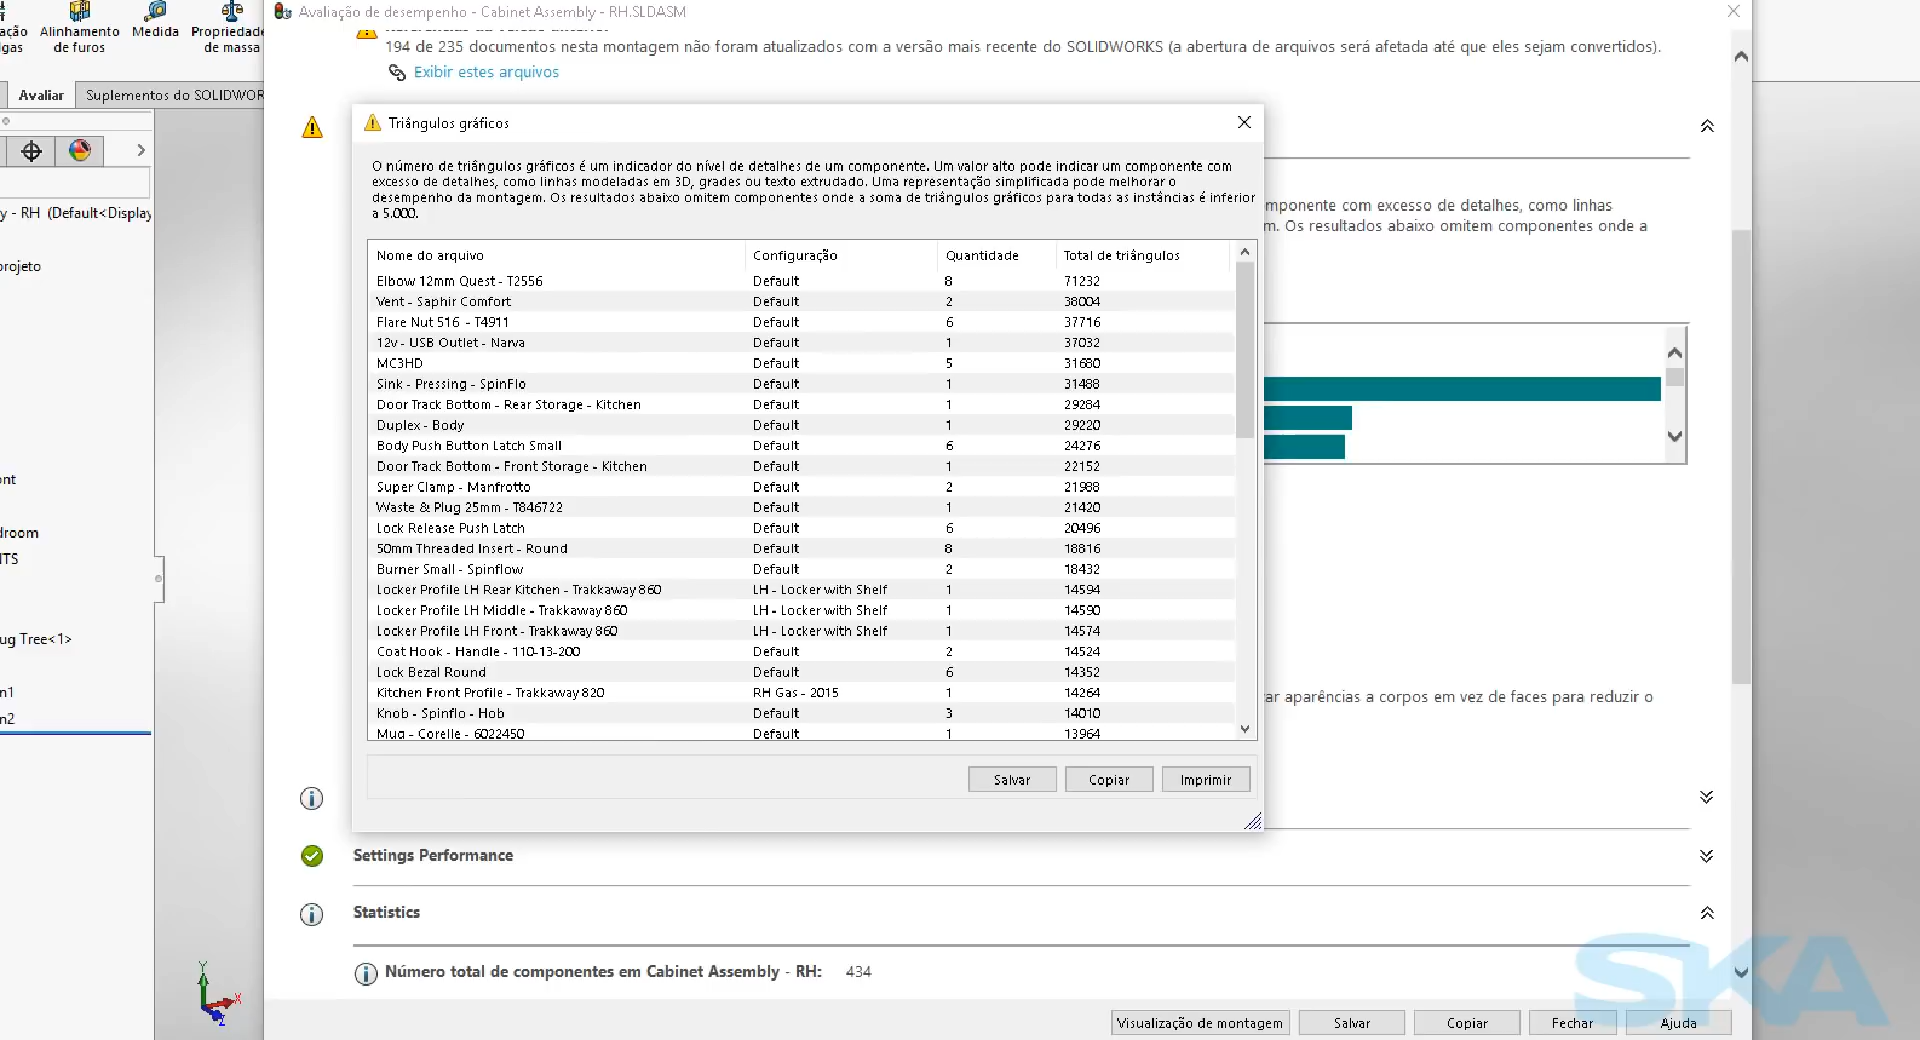 Avaliação de desempenho - Cabinet Assembly - RH.SLDASM
Alinhamento
de furos
Medida
Propriedade
de massa
Avaliar
Suplementos do SOLIDWOR
194 de 235 documentos nesta montagem não foram atualizados com a versão mais recente do SOLIDWORKS (a abertura de arquivos será afetada até que eles sejam convertidos).
Exibir estes arquivos
y - RH (Default<Display
rojeto
ont
droom
ITS
ug Tree<1>
n1
n2
Triângulos gráficos
O número de triângulos gráficos é um indicador do nível de detalhes de um componente. Um valor alto pode indicar um componente com
excesso de detalhes, como linhas modeladas em 3D, grades ou texto extrudado. Uma representação simplificada pode melhorar o
desempenho da montagem. Os resultados abaixo omitem componentes onde a soma de triângulos gráficos para todas as instâncias é inferior
a 5.000.
mponente com excesso de detalhes, como linhas
m. Os resultados abaixo omitem componentes onde a
Nome do arquivo Configuração Quantidade Total de triângulos
Elbow 12mm Quest - T2556 Default 8 71232
Vent - Saphir Comfort Default 2 38004
Flare Nut 516 - T4911 Default 6 37716
12v - USB Outlet - Narva Default 1 37032
MC3HD Default 5 31680
Sink - Pressing - SpinFlo Default 1 31488
Door Track Bottom - Rear Storage - Kitchen Default 1 29284
Duplex - Body Default 1 29220
Body Push Button Latch Small Default 6 24276
Door Track Bottom - Front Storage - Kitchen Default 1 22152
Super Clamp - Manfrotto Default 2 21988
Waste & Plug 25mm - T846722 Default 1 21420
Lock Release Push Latch Default 6 20496
50mm Threaded Insert - Round Default 8 18816
Burner Small - Spinflow Default 2 18432
Locker Profile LH Rear Kitchen - Trakkaway 860 LH - Locker with Shelf 1 14594
Locker Profile LH Middle - Trakkaway 860 LH - Locker with Shelf 1 14590
Locker Profile LH Front - Trakkaway 860 LH - Locker with Shelf 1 14574
Coat Hook - Handle - 110-13-200 Default 2 14524
Lock Bezal Round Default 6 14352
Kitchen Front Profile - Trakkaway 820 RH Gas - 2015 1 14264
Knob - Spinflo - Hob Default 3 14010
Mug - Corelle - 6022450 Default 1 13964
Salvar Copiar Imprimir
ar aparências a corpos em vez de faces para reduzir o
Settings Performance
Statistics
Número total de componentes em Cabinet Assembly - RH: 434
Visualização de montagem Salvar Copiar Fechar Ajuda
Y
X
Z
SKA